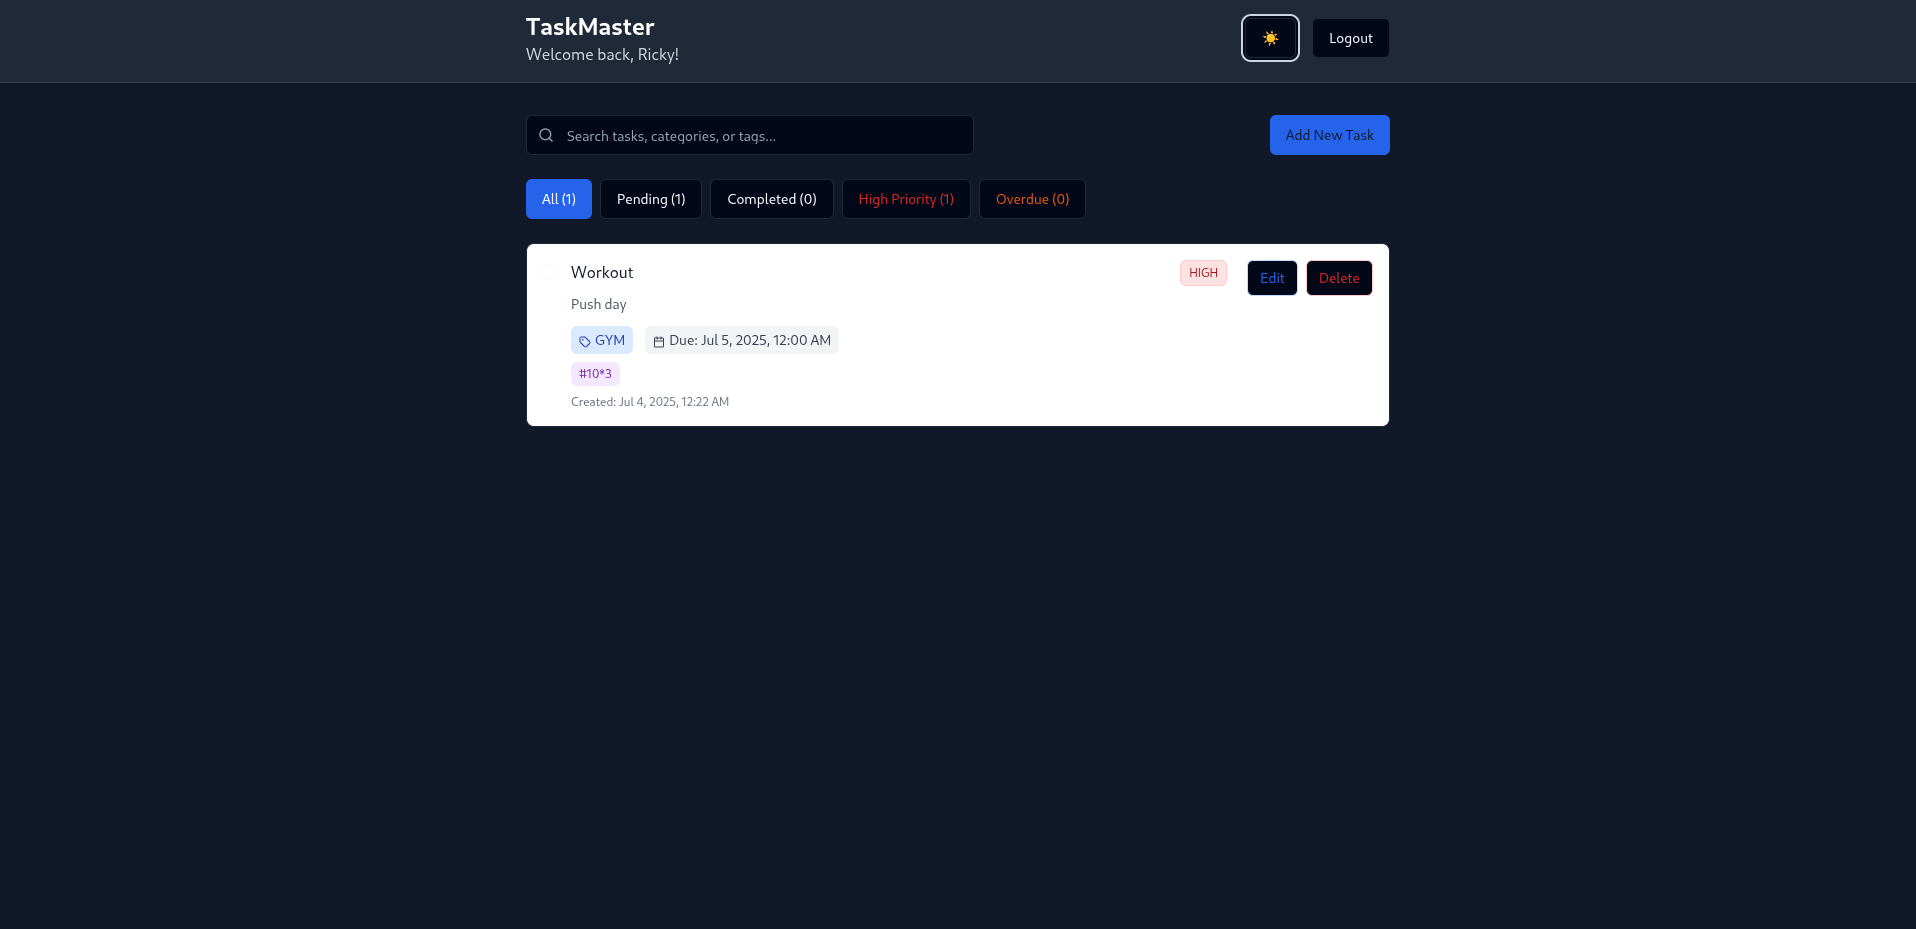 TaskMaster
Welcome back, Ricky!
Logout
Search tasks, categories, or tags...
Add New Task
All (1)
Pending (1)
Completed (0)
High Priority (1)
Overdue (0)
Workout
HIGH
Edit
Delete
Push day
GYM
Due: Jul 5, 2025, 12:00 AM
#10*3
Created: Jul 4, 2025, 12:22 AM